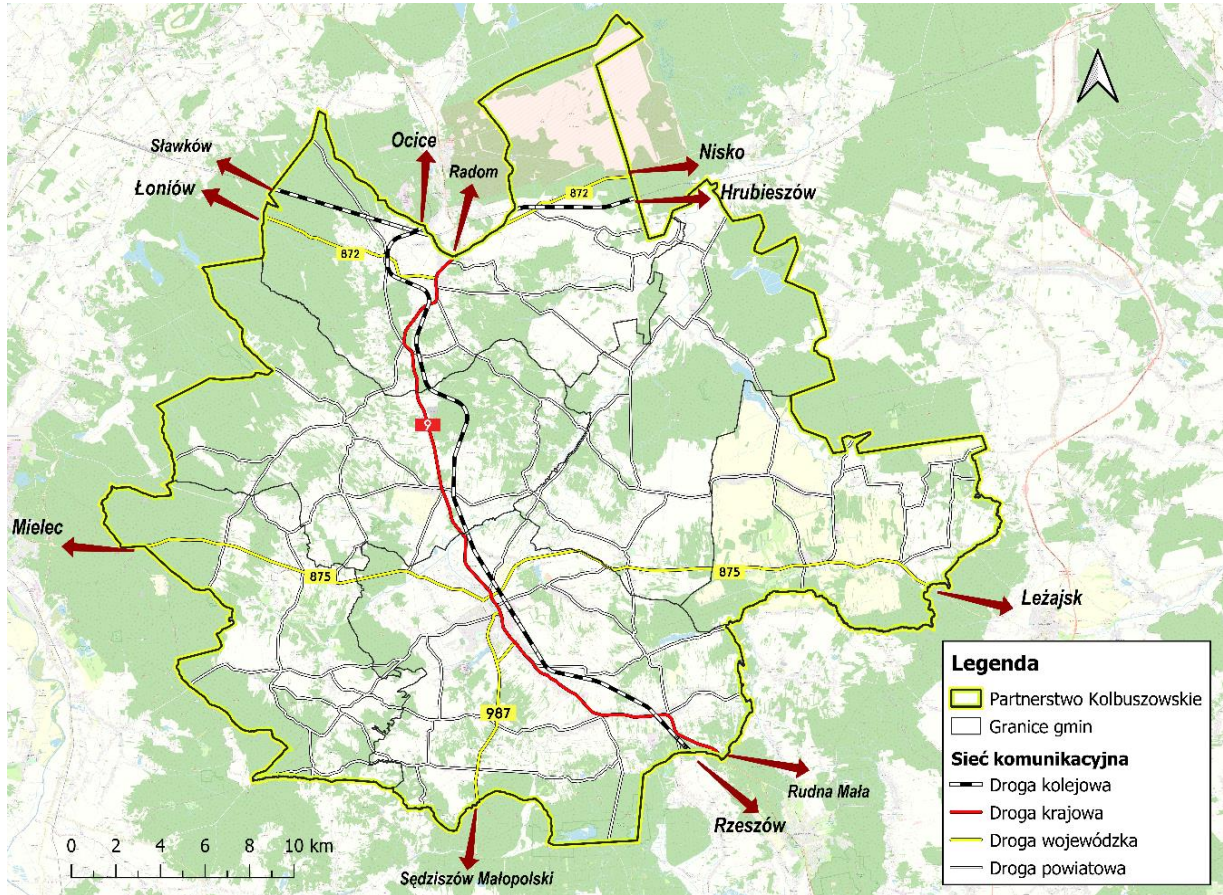 Ocice
Nisko
Sławków
Radom
Łoniów
872
Hrubieszów
872
9
Mielec
875
875
Leżajsk
987
Rudna Mała
Rzeszów
Sędziszów Małopolski
0 2 4 6 8 10 km
Legenda
Partnerstwo Kolbuszowskie
Granice gmin
Sieć komunikacyjna
Droga kolejowa
Droga krajowa
Droga wojewódzka
Droga powiatowa